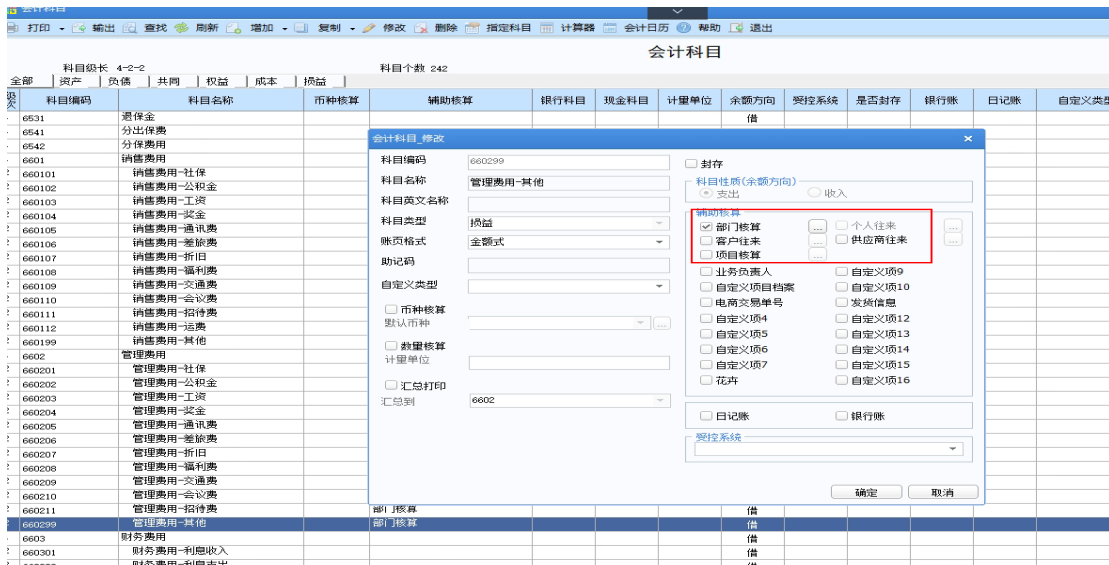 会计科目
打印 输出 查找 刷新 增加 复制 修改 删除 指定科目 计算器 会计日历 帮助 退出
会计科目
科目级长 4-2-2 科目个数 242
全部 资产 负债 共同 权益 成本 损益
级次 科目编码 科目名称 币种核算 辅助核算 银行科目 现金科目 计量单位 余额方向 受控系统 是否封存 银行账 日记账 自定义类型
6531 退保金 借
6541 分出保费
6542 分保费用
6601 销售费用
660101 销售费用-社保
660102 销售费用-公积金
660103 销售费用-工资
660104 销售费用-奖金
660105 销售费用-通讯费
660106 销售费用-差旅费
660107 销售费用-折旧
660108 销售费用-福利费
660109 销售费用-交通费
660110 销售费用-会议费
660111 销售费用-招待费
660112 销售费用-运费
660199 销售费用-其他
6602 管理费用
660201 管理费用-社保
660202 管理费用-公积金
660203 管理费用-工资
660204 管理费用-奖金
660205 管理费用-通讯费
660206 管理费用-差旅费
660207 管理费用-折旧
660208 管理费用-福利费
660209 管理费用-交通费
660210 管理费用-会议费
660211 管理费用-招待费 部门核算 借
660299 管理费用-其他 部门核算 借
6603 财务费用 借
660301 财务费用-利息收入 借
财务费用-利息支出 借
会计科目_修改
科目编码 660299
科目名称 管理费用-其他
科目英文名称
科目类型 损益
账页格式 金额式
助记码
自定义类型
币种核算
默认币种
数量核算
计量单位
汇总打印
汇总到 6602
封存
科目性质(余额方向)
支出 收入
辅助核算
部门核算 ... 个人往来 ...
客户往来 ... 供应商往来 ...
项目核算 ...
业务负责人 自定义项9
自定义项目档案 自定义项10
电商交易单号 发货信息
自定义项4 自定义项12
自定义项5 自定义项13
自定义项6 自定义项14
自定义项7 自定义项15
花卉 自定义项16
日记账 银行账
受控系统
确定 取消